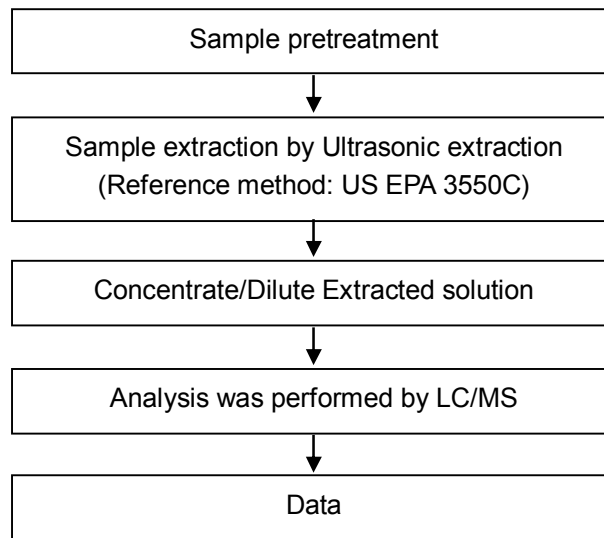 Sample pretreatment
Sample extraction by Ultrasonic extraction
(Reference method: US EPA 3550C)
Concentrate/Dilute Extracted solution
Analysis was performed by LC/MS
Data